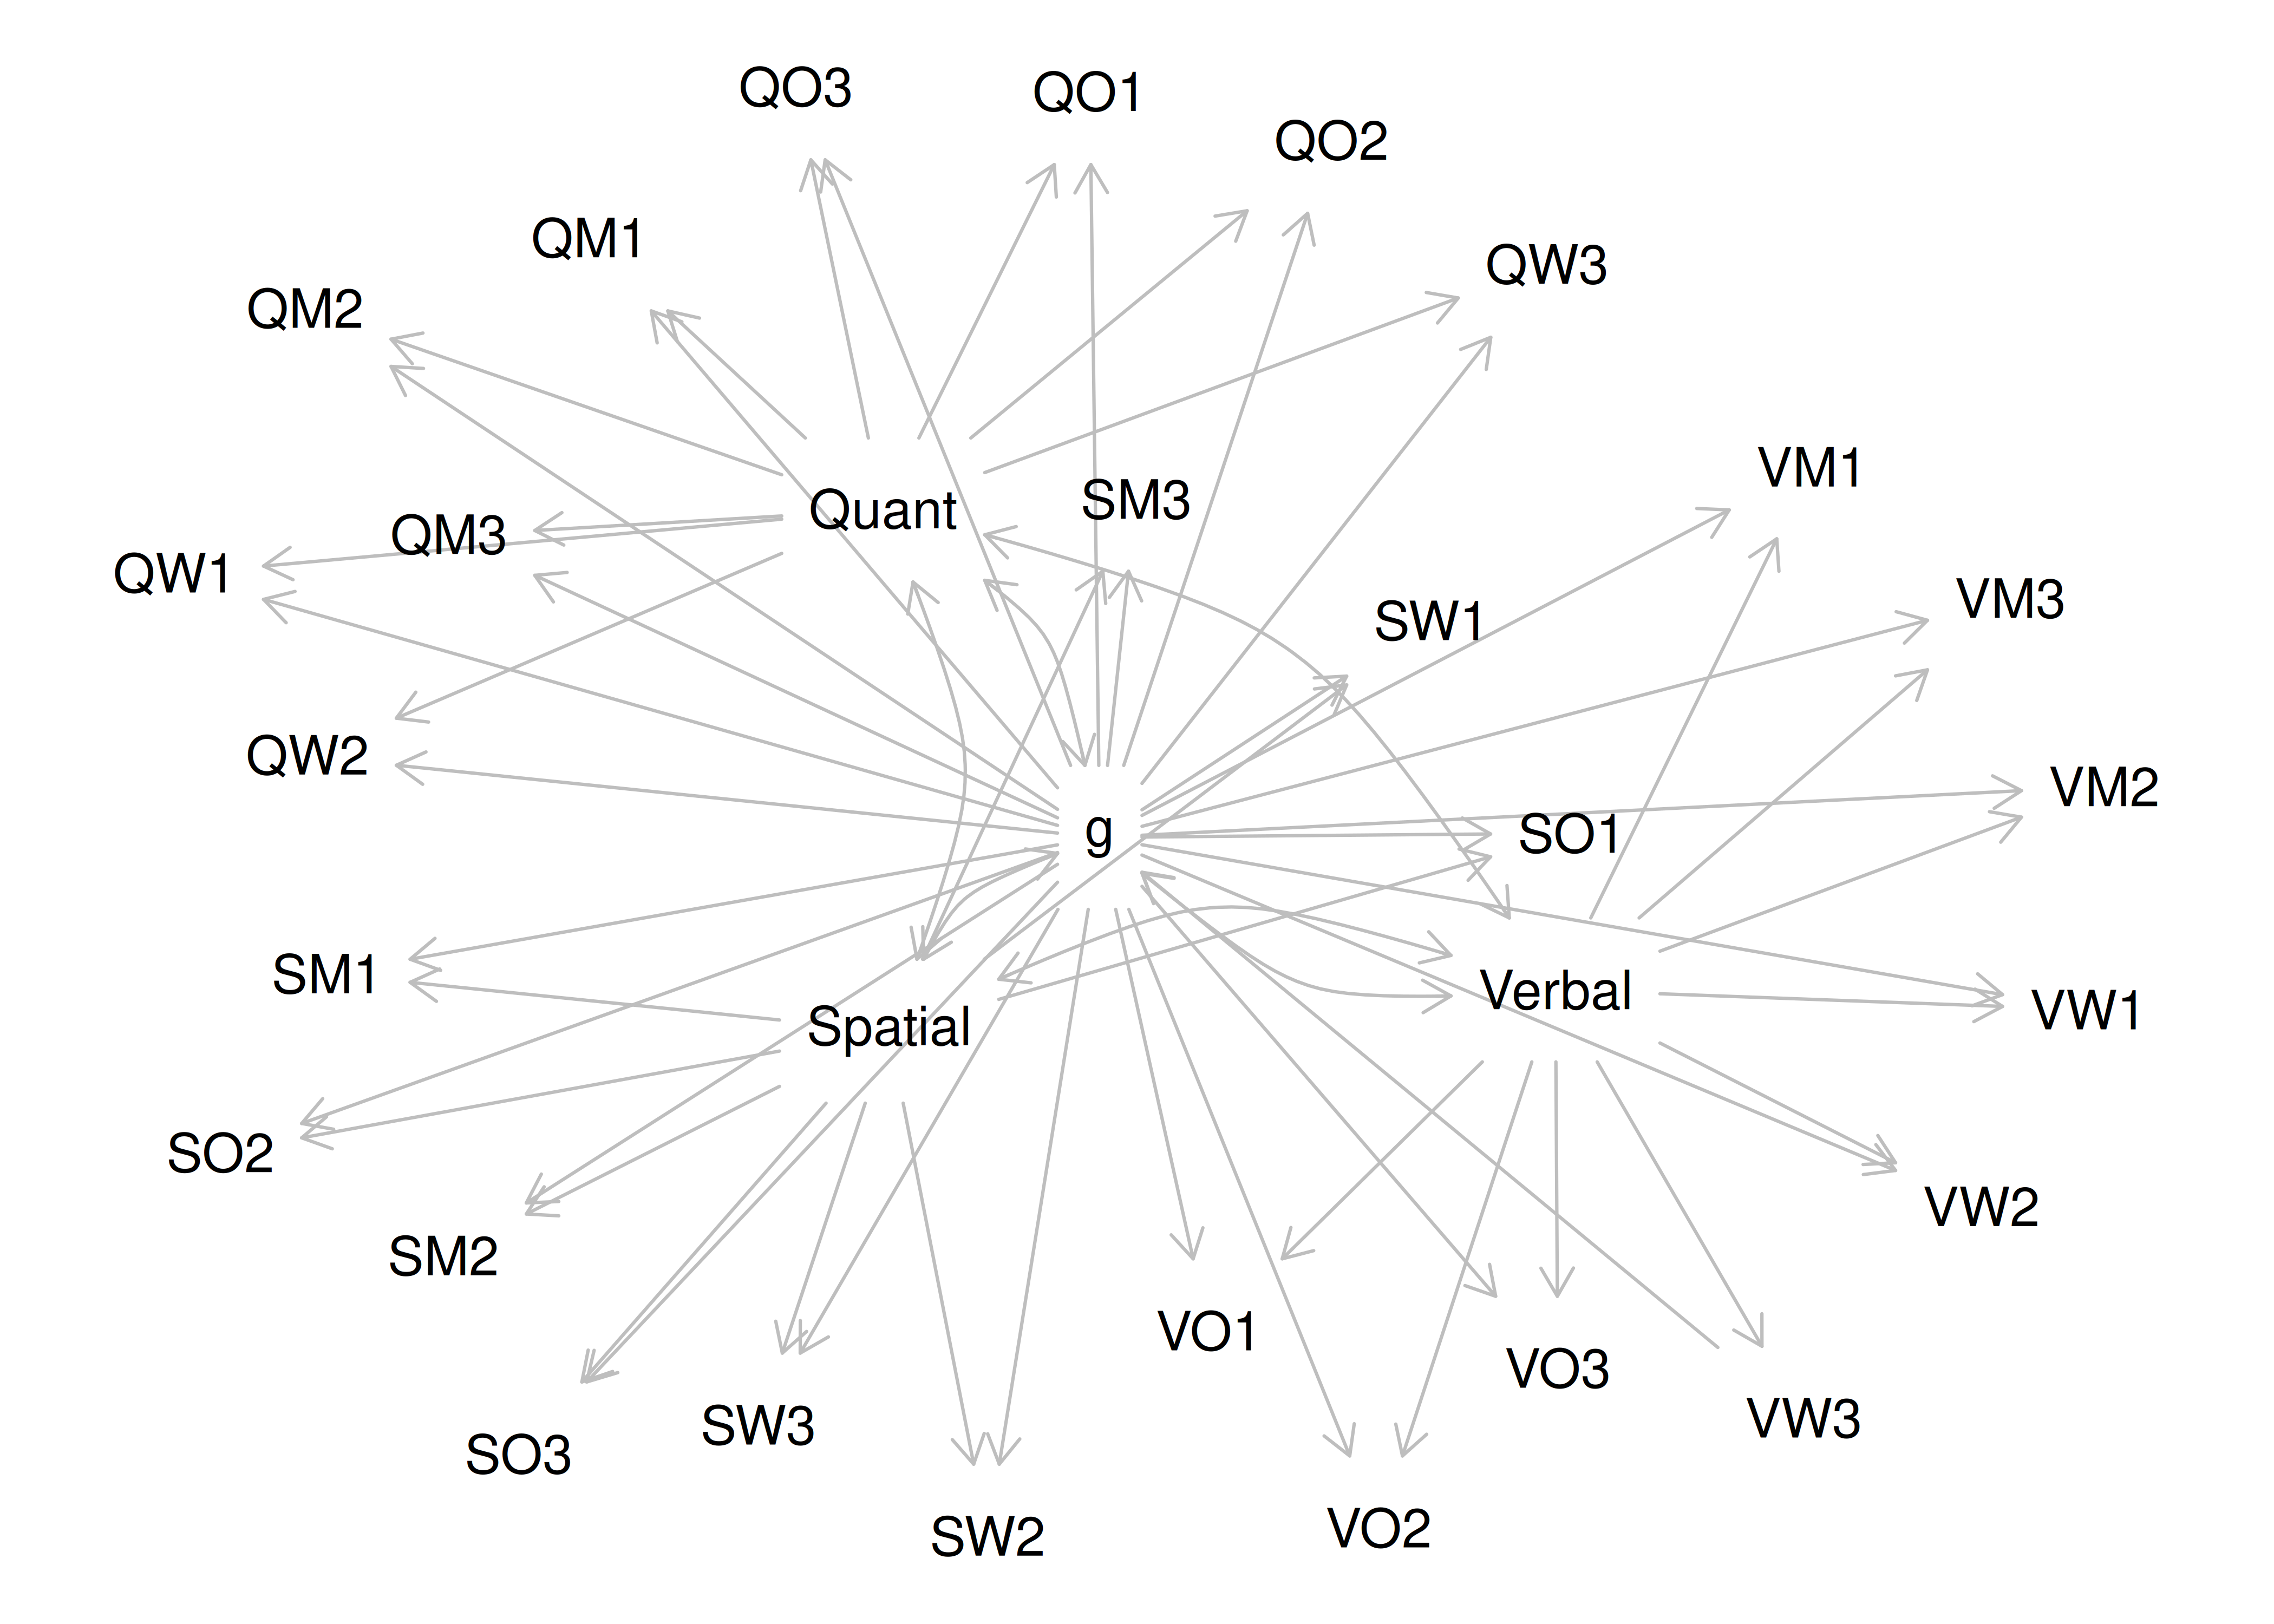 QO3
QO1
QO2
QM1
QW3
QM2
VM1
SM3
Quant
QM3
QW1
VM3
SW1
QW2
VM2
g
SO1
SM1
Verbal
VW1
Spatial
SO2
VW2
SM2
VO1
VO3
VW3
SW3
SO3
VO2
SW2